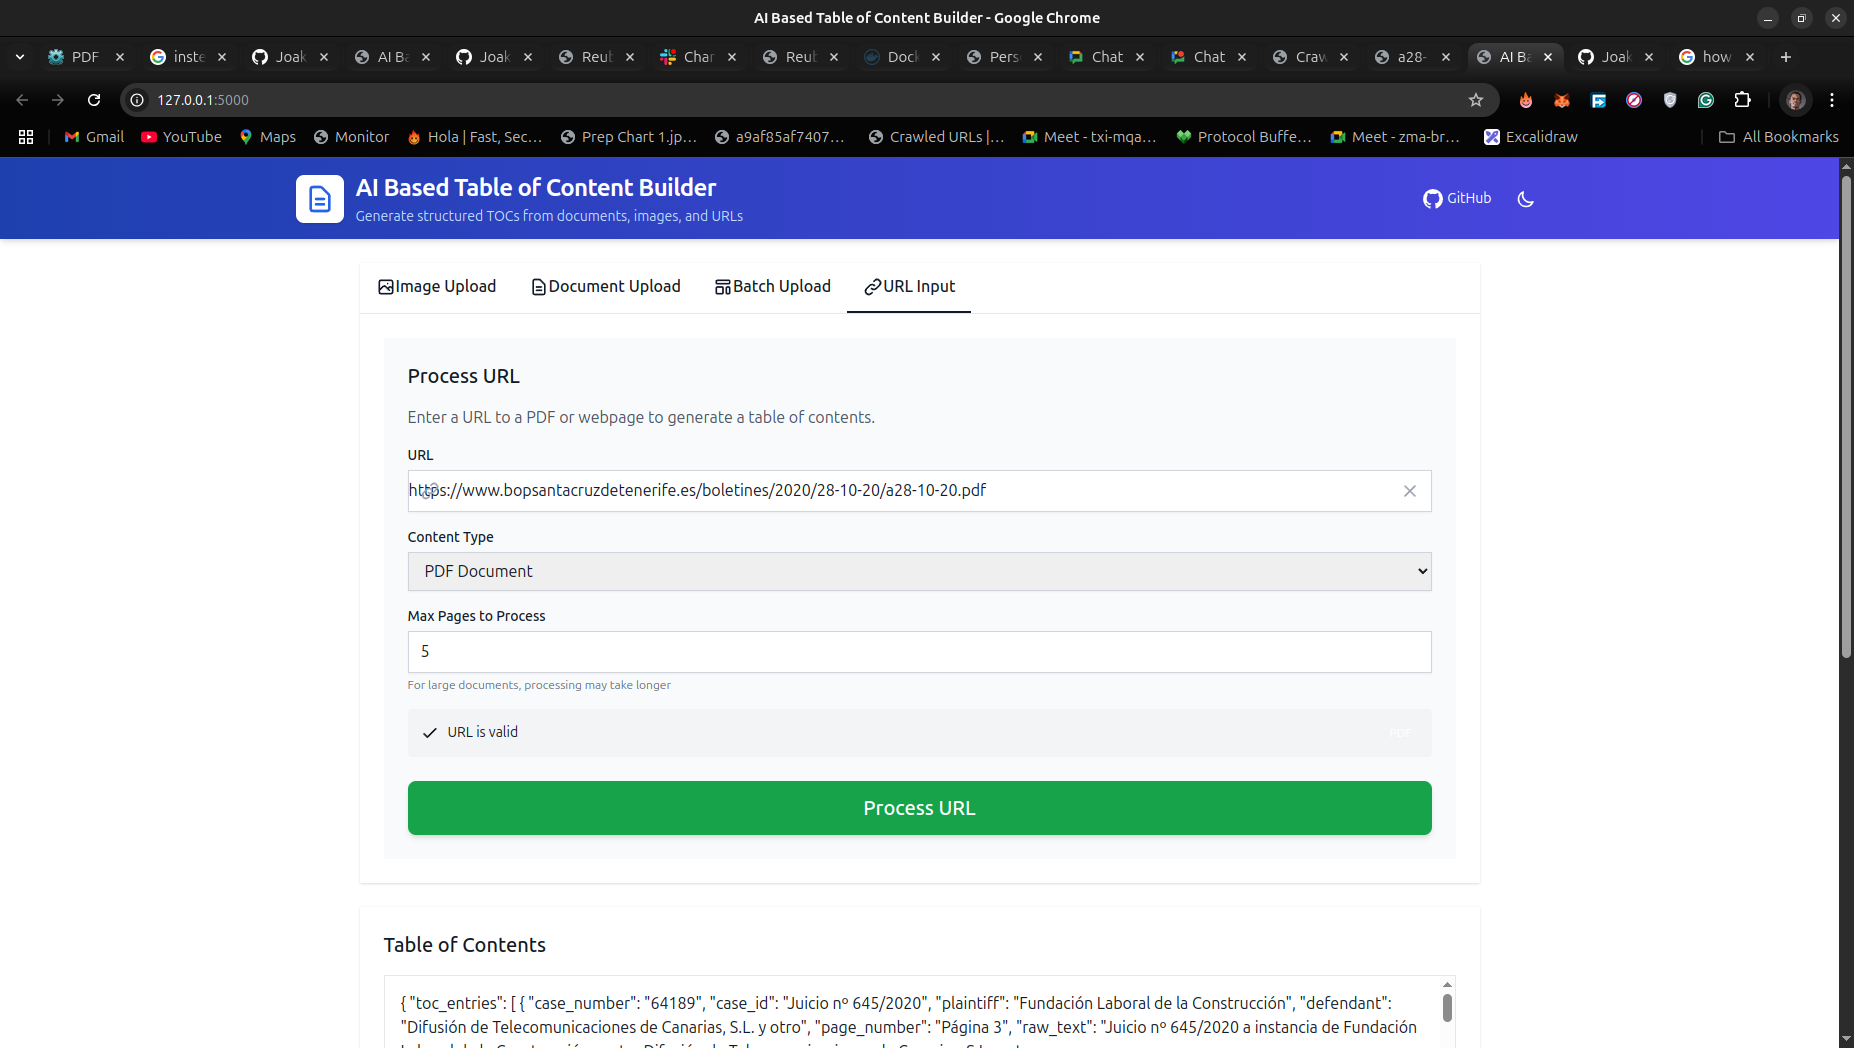 AI Based Table of Content Builder - Google Chrome
PDF
inste
Joak
AI Ba
Joak
Reub
Char
Reub
Dock
Pers
Chat
Chat
Craw
a28-
AI Ba
Joak
how
127.0.0.1:5000
Gmail
YouTube
Maps
Monitor
Hola | Fast, Sec...
Prep Chart 1.jp...
a9af85af7407...
Crawled URLs |...
Meet - txi-mqa...
Protocol Buffe...
Meet - zma-br...
Excalidraw
All Bookmarks
AI Based Table of Content Builder
Generate structured TOCs from documents, images, and URLs
GitHub
Image Upload
Document Upload
Batch Upload
URL Input
Process URL
Enter a URL to a PDF or webpage to generate a table of contents.
URL
https://www.bopsantacruzdetenerife.es/boletines/2020/28-10-20/a28-10-20.pdf
Content Type
PDF Document
Max Pages to Process
5
For large documents, processing may take longer
URL is valid
PDF
Process URL
Table of Contents
{ "toc_entries": [ { "case_number": "64189", "case_id": "Juicio nº 645/2020", "plaintiff": "Fundación Laboral de la Construcción", "defendant":
"Difusión de Telecomunicaciones de Canarias, S.L. y otro", "page_number": "Página 3", "raw_text": "Juicio nº 645/2020 a instancia de Fundación